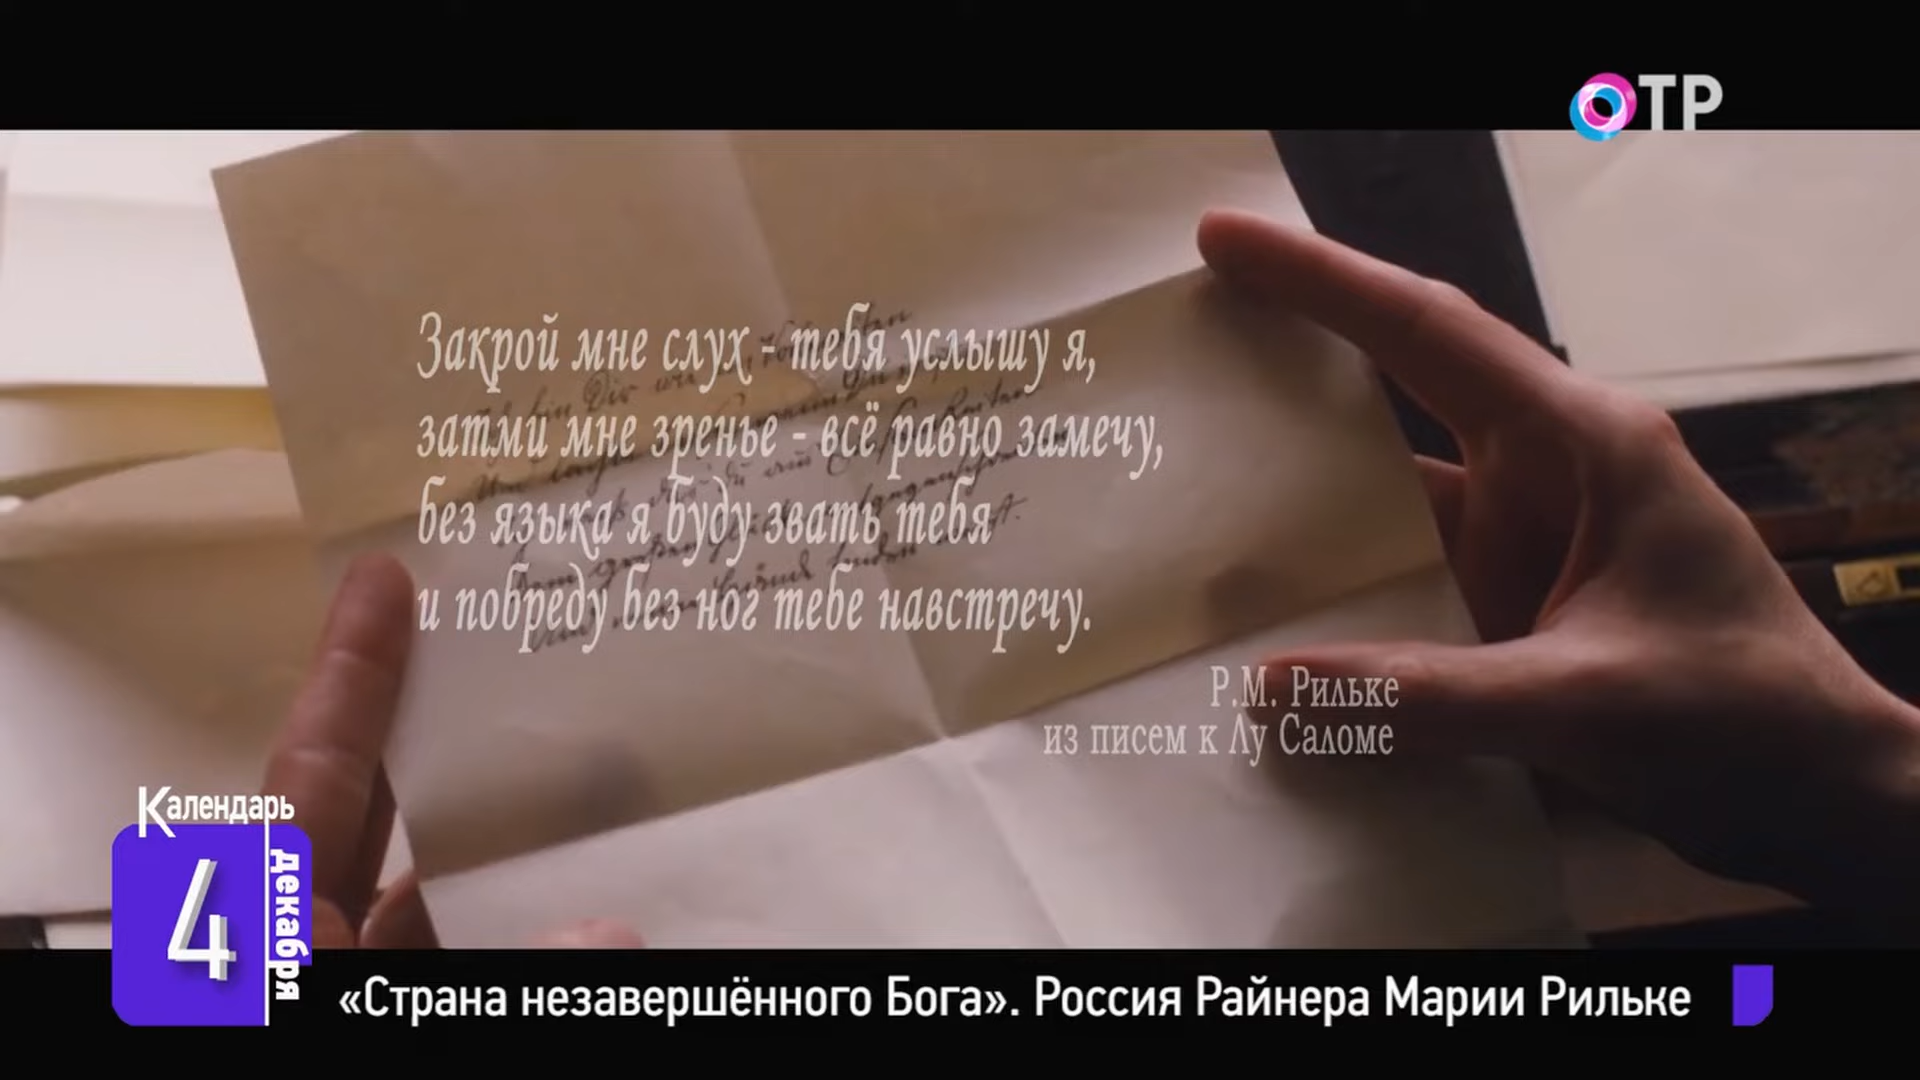 ОТР
Закрой мне слух - тебя услышу я,
затми мне зренье - всё равно замечу,
без языка я буду звать тебя
и побреду без ног тебе навстречу.
Р.М. Рильке
из писем к Лу Саломе
Календарь
4
декабря
«Страна незавершённого Бога». Россия Райнера Марии Рильке